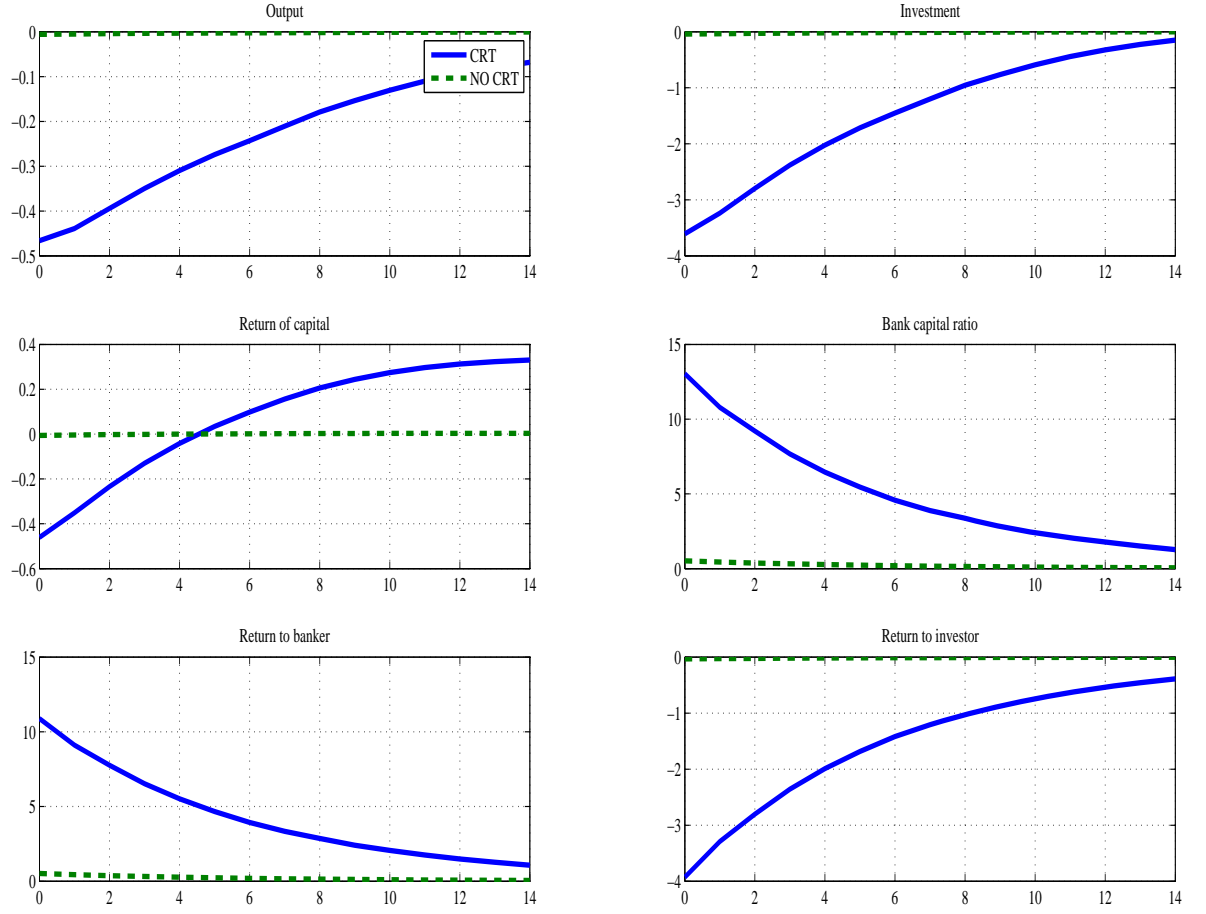 Output
0
−0.1
−0.2
−0.3
−0.4
−0.5
0 2 4 6 8 10 12 14
CRT
NO CRT
Investment
0
−1
−2
−3
−4
0 2 4 6 8 10 12 14
Return of capital
0.4
0.2
0
−0.2
−0.4
−0.6
0 2 4 6 8 10 12 14
Bank capital ratio
15
10
5
0
0 2 4 6 8 10 12 14
Return to banker
15
10
5
0
0 2 4 6 8 10 12 14
Return to investor
0
−1
−2
−3
−4
0 2 4 6 8 10 12 14